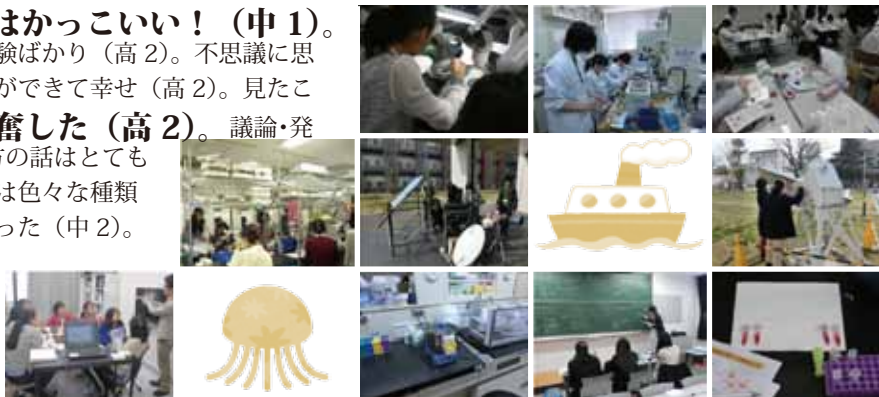 はかっこいい！（中 1）。
験ばかり（高 2）。不思議に思
ができて幸せ（高 2）。見たこ
奮した（高 2）。議論・発
の話はとても
は色々な種類
った（中 2）。